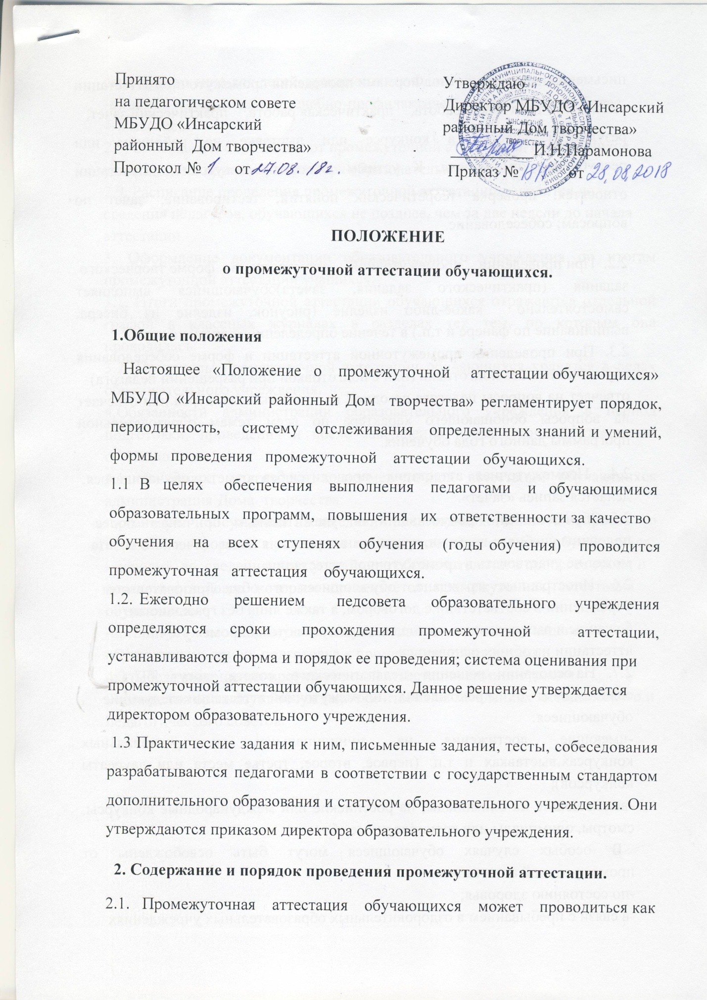 Принято
на педагогическом совете
МБУДО «Инсарский
районный Дом творчества»
Протокол № 1 от 27.08.18г.
Утверждаю
Директор МБУДО «Инсарский
районный Дом творчества»
И.П.Парамонова
Приказ № от 28.08.2018
МБУДО
"ИНСАРСКИЙ
РАЙОННЫЙ ДОМ
ТВОРЧЕСТВА"
ПОЛОЖЕНИЕ
о промежуточной аттестации обучающихся.
1.Общие положения
Настоящее «Положение о промежуточной аттестации обучающихся»
МБУДО «Инсарский районный Дом творчества» регламентирует порядок,
периодичность, систему отслеживания определенных знаний и умений,
формы проведения промежуточной аттестации обучающихся.
1.1 В целях обеспечения выполнения педагогами и обучающимися
образовательных программ, повышения их ответственности за качество
обучения на всех ступенях обучения (годы обучения) проводится
промежуточная аттестация обучающихся.
1.2. Ежегодно решением педсовета образовательного учреждения
определяются сроки прохождения промежуточной аттестации,
устанавливаются форма и порядок ее проведения; система оценивания при
промежуточной аттестации обучающихся. Данное решение утверждается
директором образовательного учреждения.
1.3 Практические задания к ним, письменные задания, тесты, собеседования
разрабатываются педагогами в соответствии с государственным стандартом
дополнительного образования и статусом образовательного учреждения. Они
утверждаются приказом директора образовательного учреждения.
2. Содержание и порядок проведения промежуточной аттестации.
2.1. Промежуточная аттестация обучающихся может проводиться как